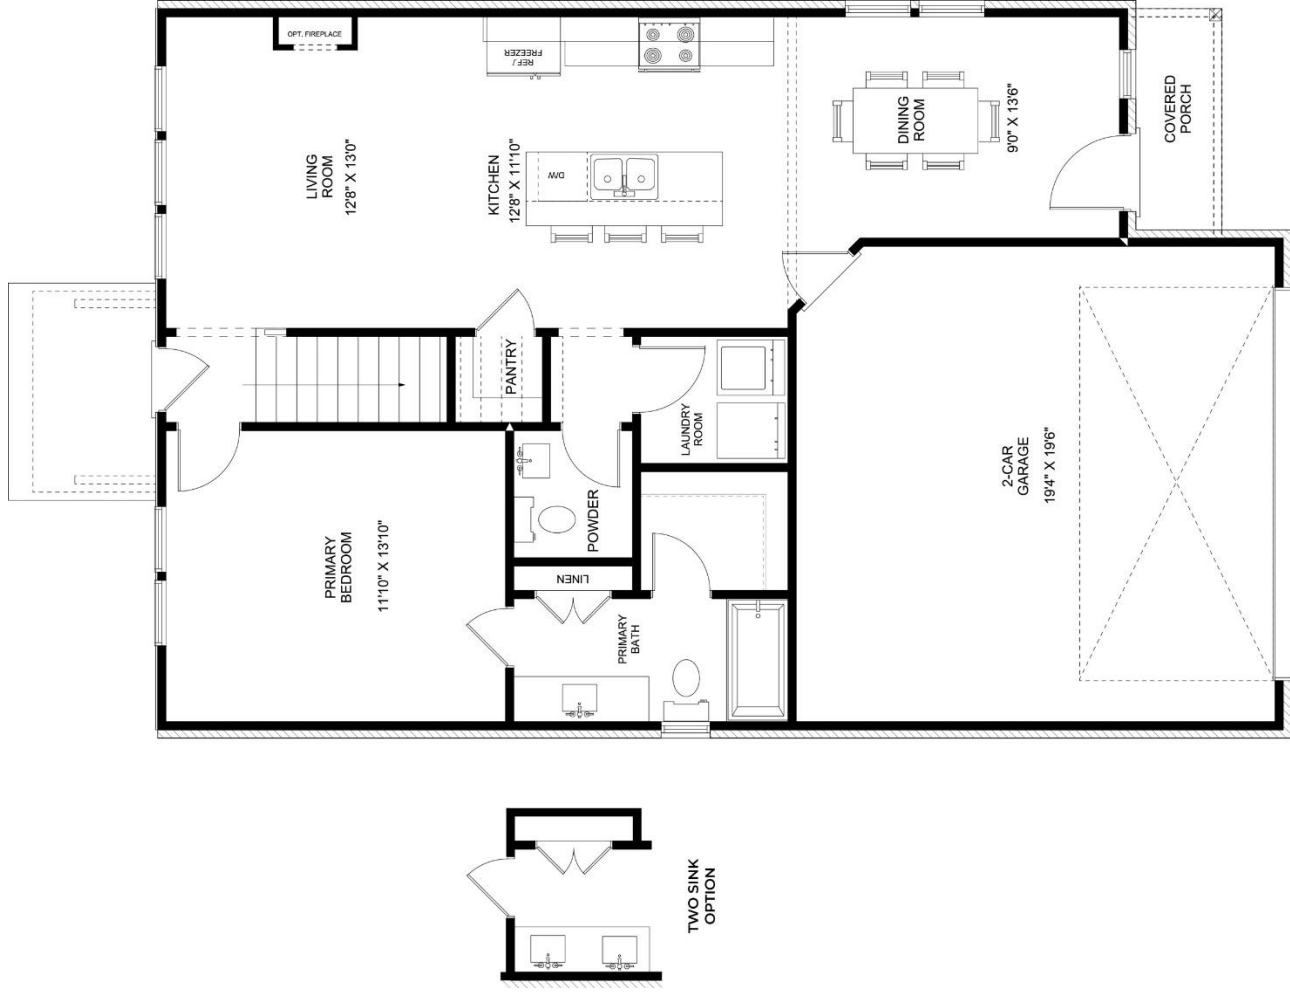 OPT. FIREPLACE
REF./
FREEZER
LIVING
ROOM
12'8" X 13'0"
KITCHEN
12'8" X 11'10"
D/W
DINING
ROOM
9'0" X 13'6"
COVERED
PORCH
PANTRY
LAUNDRY
ROOM
POWDER
LINEN
PRIMARY
BEDROOM
11'10" X 13'10"
PRIMARY
BATH
2-CAR
GARAGE
19'4" X 19'6"
TWO SINK
OPTION